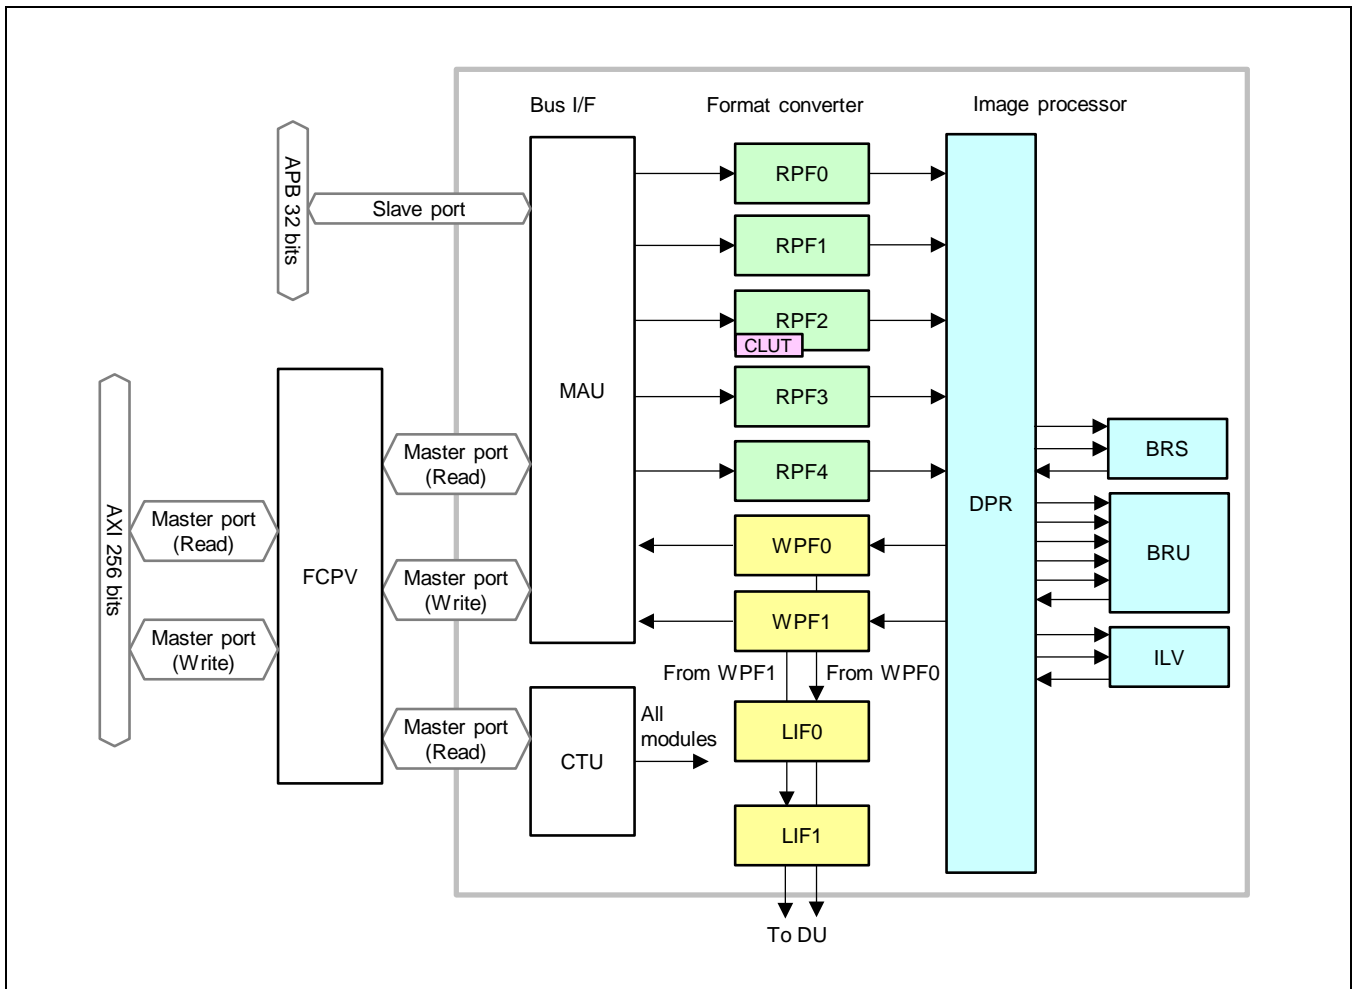 Bus I/F
Format converter
Image processor
APB 32 bits
Slave port
RPF0
RPF1
RPF2
CLUT
MAU
RPF3
BRS
Master port
(Read)
RPF4
DPR
AXI 256 bits
Master port
(Read)
FCPV
WPF0
BRU
Master port
(Write)
WPF1
Master port
(Write)
ILV
From WPF1
From WPF0
Master port
(Read)
CTU
All
modules
LIF0
LIF1
To DU